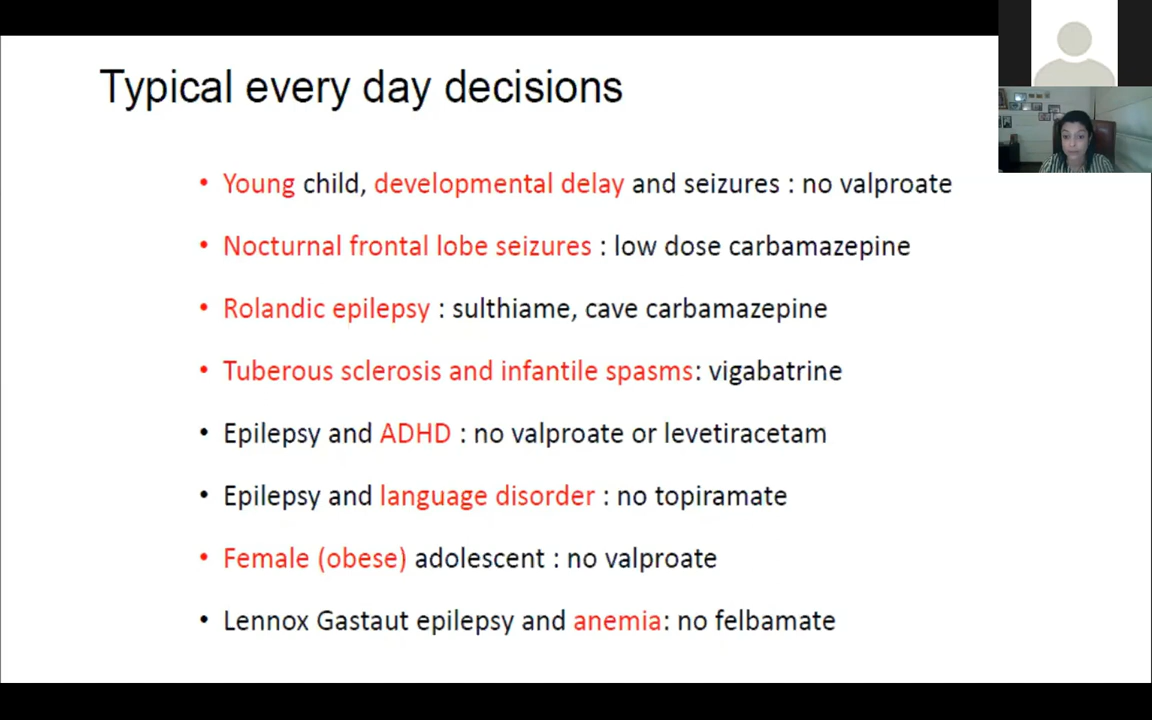 Typical every day decisions
• Young child, developmental delay and seizures : no valproate
• Nocturnal frontal lobe seizures : low dose carbamazepine
• Rolandic epilepsy : sulthiame, cave carbamazepine
• Tuberous sclerosis and infantile spasms: vigabatrine
• Epilepsy and ADHD : no valproate or levetiracetam
• Epilepsy and language disorder : no topiramate
• Female (obese) adolescent : no valproate
• Lennox Gastaut epilepsy and anemia: no felbamate